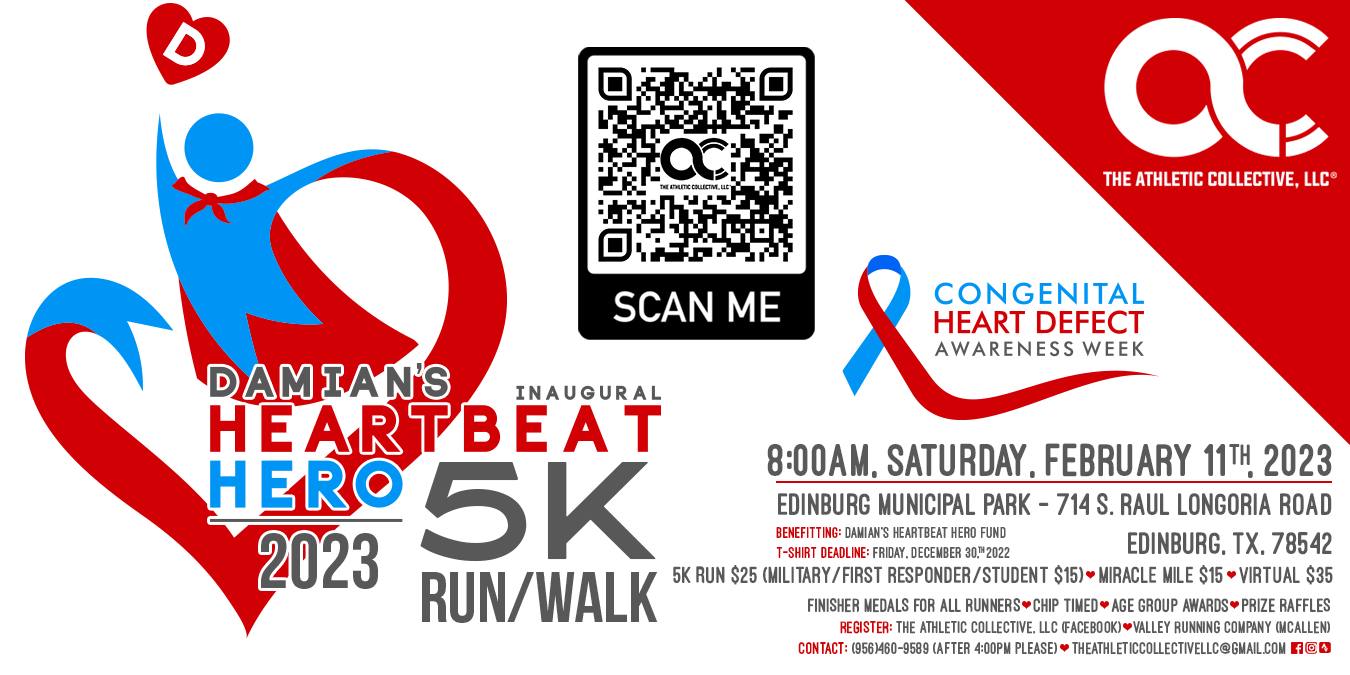 D
DAMIAN'S
INAUGURAL
HEARTBEAT
HERO
5K
2023
RUN/WALK
AC
THE ATHLETIC COLLECTIVE, LLC
SCAN ME
AC
THE ATHLETIC COLLECTIVE, LLC®
CONGENITAL
HEART DEFECT
AWARENESS WEEK
8:00AM, SATURDAY, FEBRUARY 11TH, 2023
EDINBURG MUNICIPAL PARK - 714 S. RAUL LONGORIA ROAD
EDINBURG, TX, 78542
BENEFITTING: DAMIAN'S HEARTBEAT HERO FUND
T-SHIRT DEADLINE: FRIDAY, DECEMBER 30,TH 2022
5K RUN $25 (MILITARY/FIRST RESPONDER/STUDENT $15)❤MIRACLE MILE $15❤VIRTUAL $35
FINISHER MEDALS FOR ALL RUNNERS❤CHIP TIMED❤AGE GROUP AWARDS❤PRIZE RAFFLES
REGISTER: THE ATHLETIC COLLECTIVE, LLC (FACEBOOK)❤VALLEY RUNNING COMPANY (MCALLEN)
CONTACT: (956)460-9589 (AFTER 4:00PM PLEASE)❤THEATHLETICCOLLECTIVELLC@GMAIL.COM